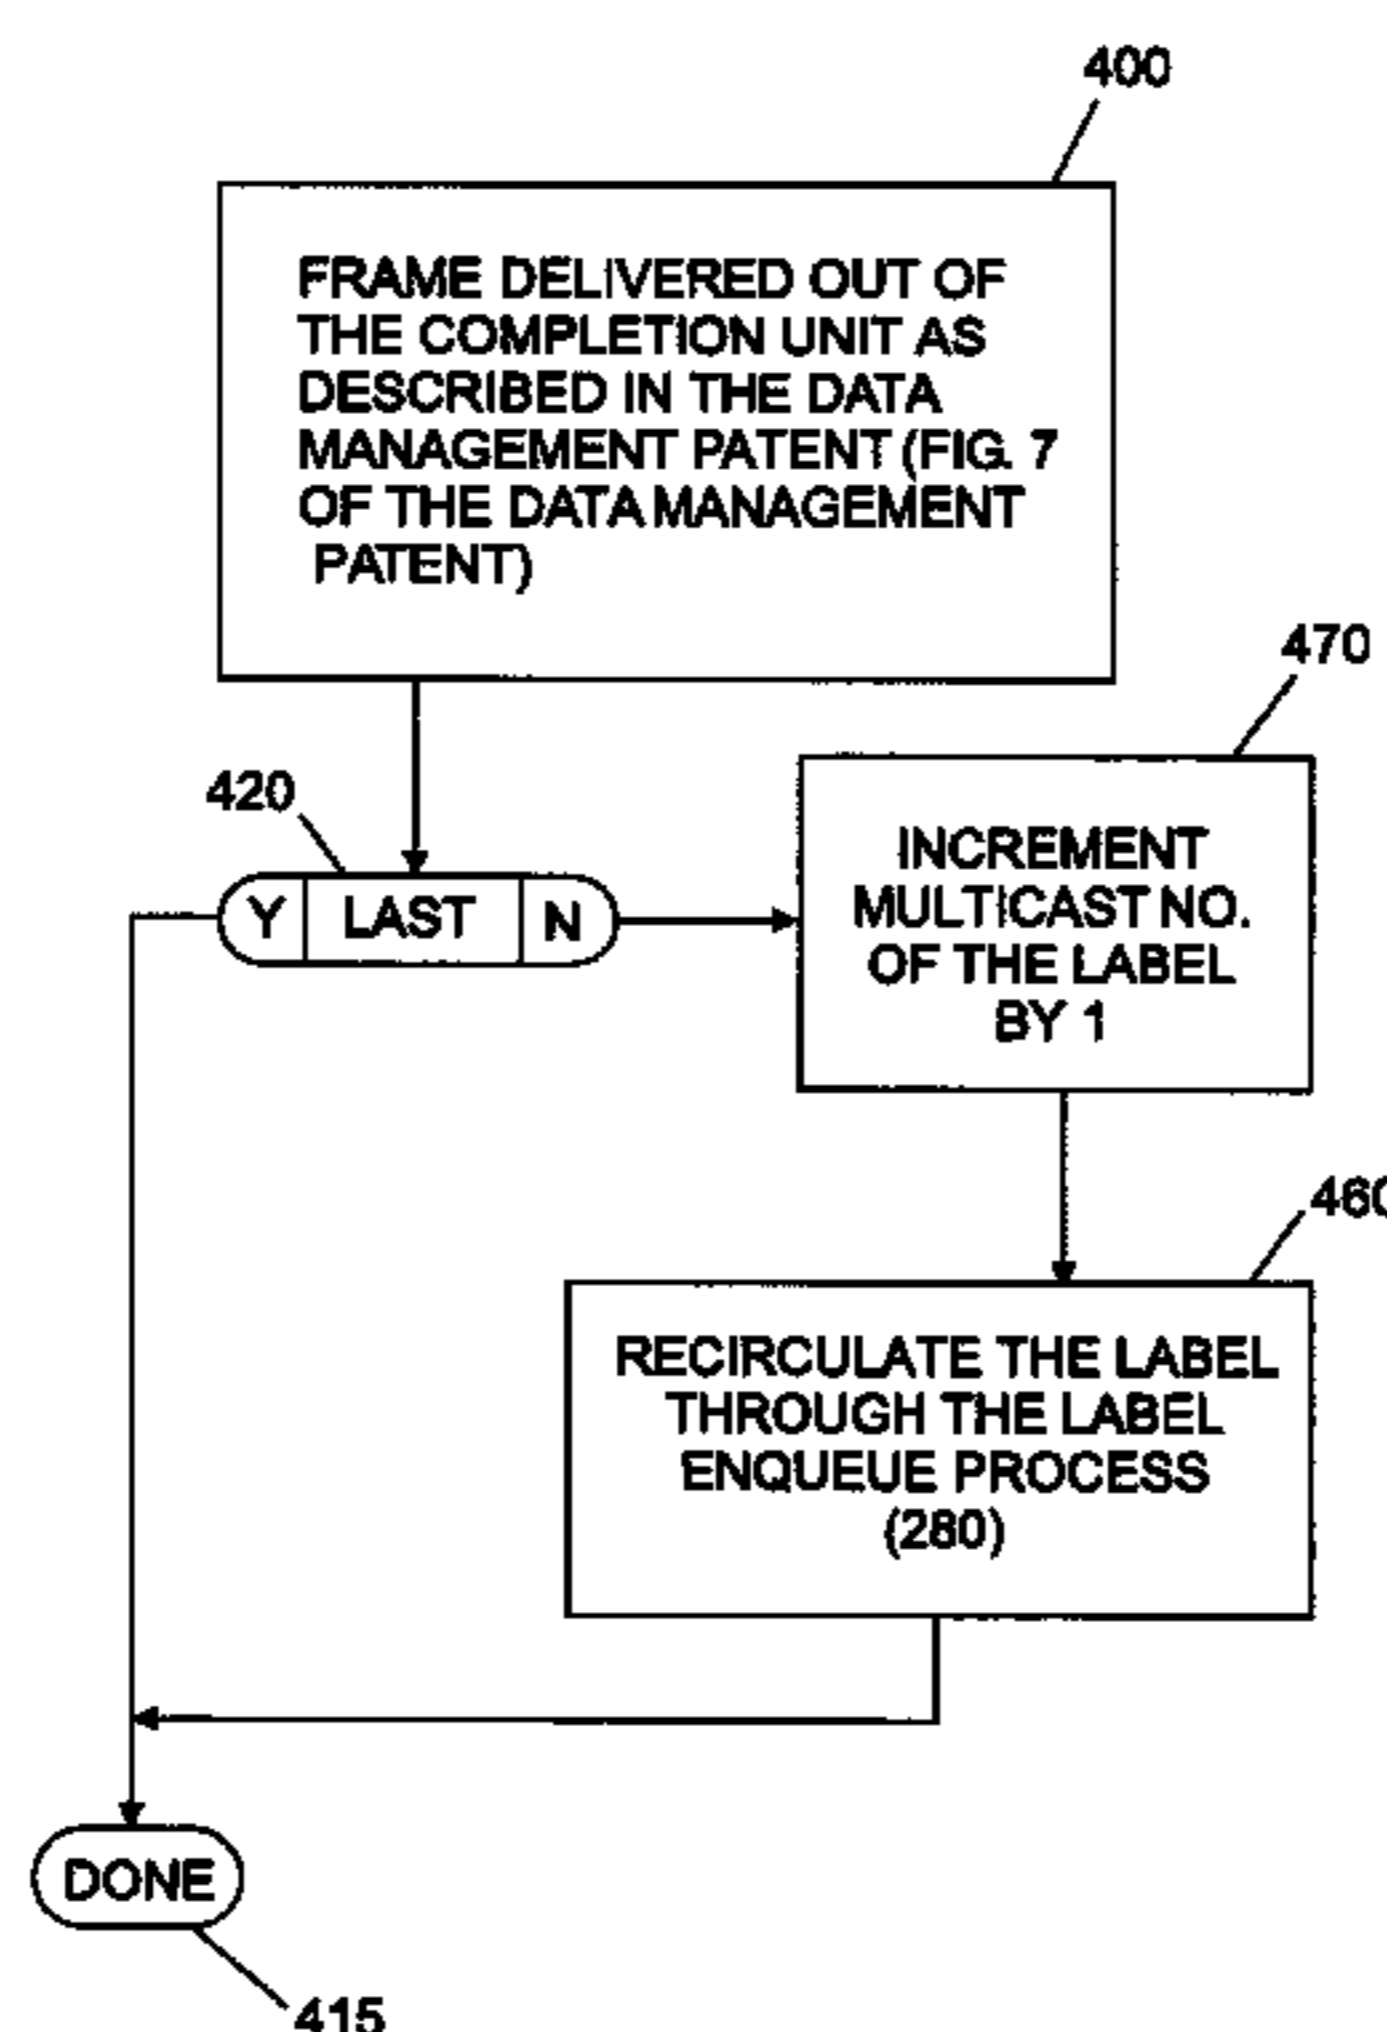 400
FRAME DELIVERED OUT OF
THE COMPLETION UNIT AS
DESCRIBED IN THE DATA
MANAGEMENT PATENT (FIG. 7
OF THE DATA MANAGEMENT
PATENT)
470
420
Y LAST N
INCREMENT
MULTICAST NO.
OF THE LABEL
BY 1
460
RECIRCULATE THE LABEL
THROUGH THE LABEL
ENQUEUE PROCESS
(280)
DONE
415